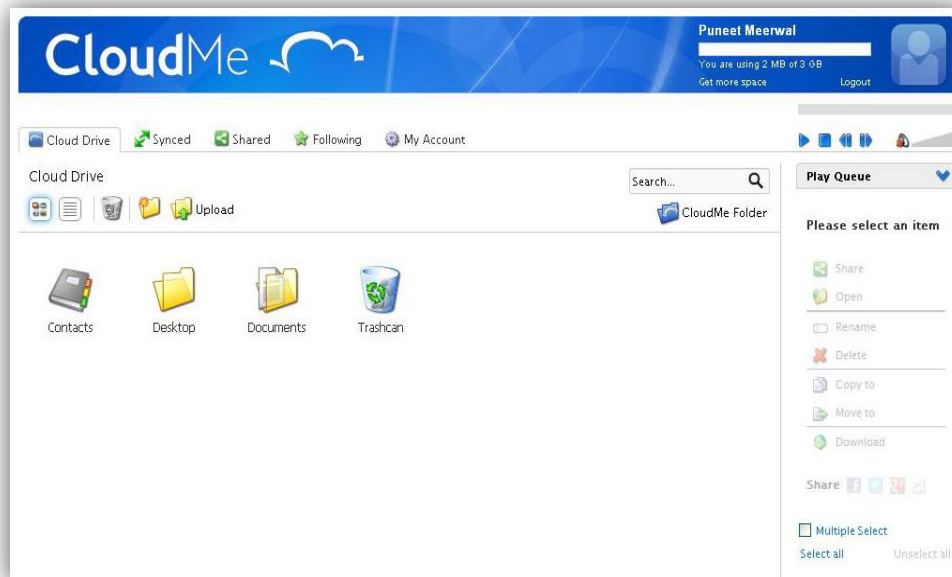 CloudMe
Puneet Meerwal
You are using 2 MB of 3 GB
Get more space Logout
Cloud Drive Synced Shared Following My Account
Cloud Drive
Search...
Upload
CloudMe Folder
Contacts Desktop Documents Trashcan
Play Queue
Please select an item
Share
Open
Rename
Delete
Copy to
Move to
Download
Share
Multiple Select
Select all Unselect all